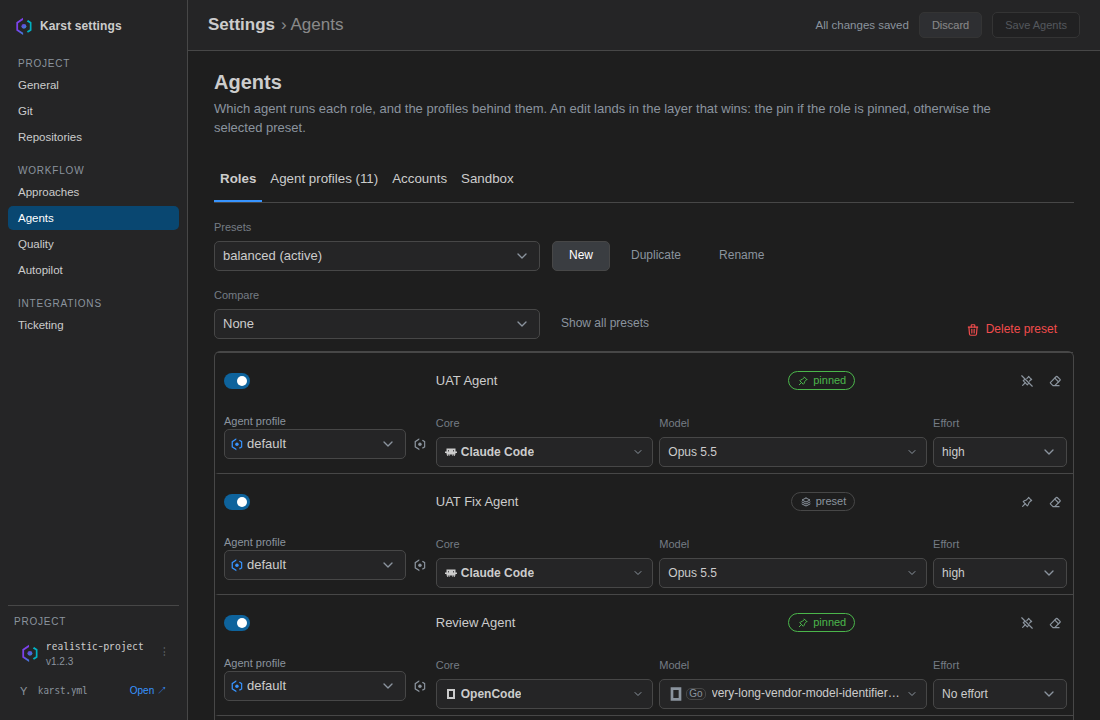 Karst settings
PROJECT
General
Git
Repositories
WORKFLOW
Approaches
Agents
Quality
Autopilot
INTEGRATIONS
Ticketing
PROJECT
realistic-project
v1.2.3
Y karst.yml Open ↗
Settings › Agents
All changes saved Discard Save Agents
Agents
Which agent runs each role, and the profiles behind them. An edit lands in the layer that wins: the pin if the role is pinned, otherwise the
selected preset.
Roles Agent profiles (11) Accounts Sandbox
Presets
balanced (active) New Duplicate Rename
Compare
None Show all presets Delete preset
UAT Agent pinned
Agent profile Core Model Effort
default Claude Code Opus 5.5 high
UAT Fix Agent preset
Agent profile Core Model Effort
default Claude Code Opus 5.5 high
Review Agent pinned
Agent profile Core Model Effort
default OpenCode Go very-long-vendor-model-identifier… No effort